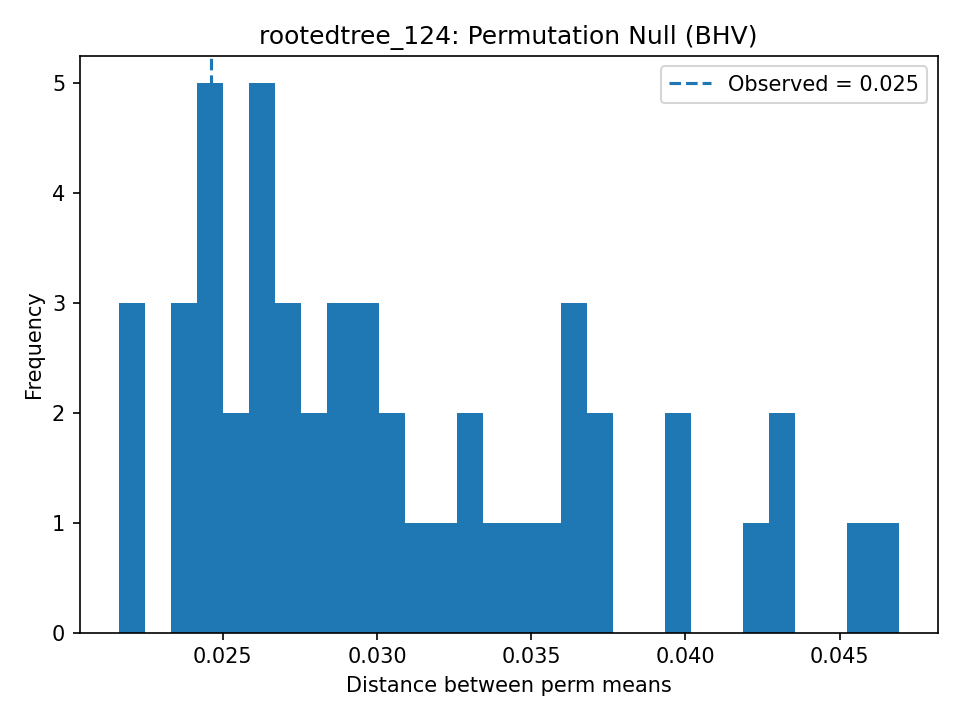 rootedtree_124: Permutation Null (BHV)
Observed = 0.025
5
4
3
2
1
0
Frequency
0.025 0.030 0.035 0.040 0.045
Distance between perm means